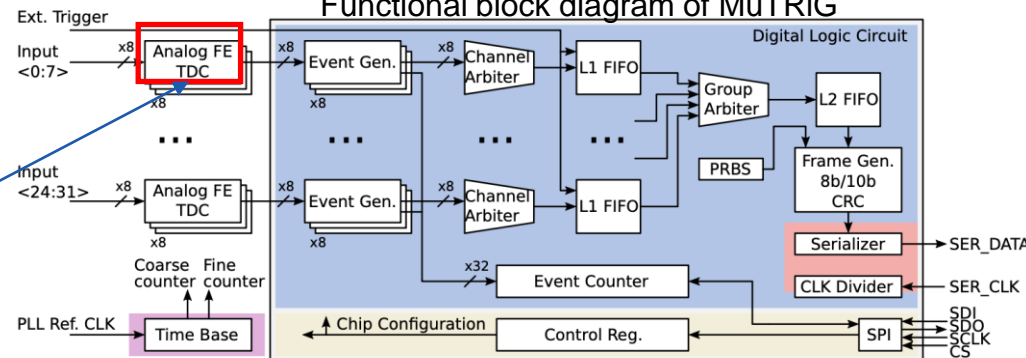 Functional block diagram of MuTRiG
Ext. Trigger
Digital Logic Circuit
Input
<0:7>
x8
Analog FE
TDC
x8
x8
Event Gen.
x8
x8
Channel
Arbiter
L1 FIFO
Group
Arbiter
L2 FIFO
...
...
...
...
PRBS
Frame Gen.
8b/10b
CRC
Input
<24:31>
x8
Analog FE
TDC
x8
x8
Event Gen.
x8
x8
Channel
Arbiter
L1 FIFO
Serializer
SER_DATA
Coarse
counter
Fine
counter
x32
Event Counter
CLK Divider
SER_CLK
PLL Ref. CLK
Time Base
Chip Configuration
Control Reg.
SPI
SDI
SDO
SCLK
CS